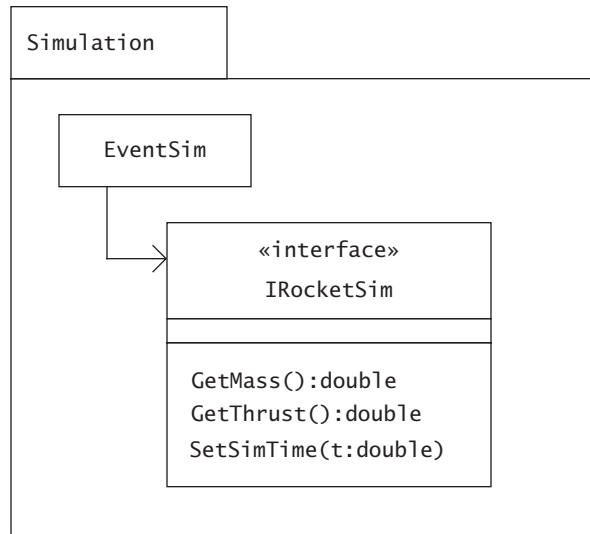 Simulation
EventSim
«interface»
IRocketSim
GetMass():double
GetThrust():double
SetSimTime(t:double)